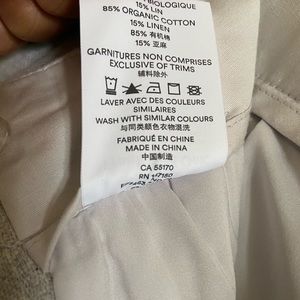 BIOLOGIQUE
15% LIN
85% ORGANIC COTTON
15% LINEN
85% 有机棉
15% 亚麻
GARNITURES NON COMPRISES
EXCLUSIVE OF TRIMS
辅料除外
LAVER AVEC DES COULEURS
SIMILAIRES
WASH WITH SIMILAR COLOURS
与同类颜色衣物混洗
FABRIQUÉ EN CHINE
MADE IN CHINA
中国制造
CA 55170
RN